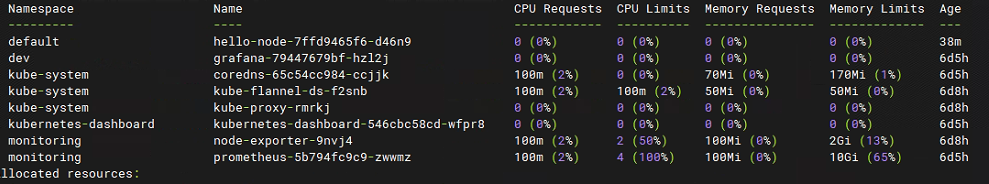 Namespace Name CPU Requests CPU Limits Memory Requests Memory Limits Age
--------- ---- ------------ ---------- --------------- ------------- ---
default hello-node-7ffd9465f6-d46n9 0 (0%) 0 (0%) 0 (0%) 0 (0%) 38m
dev grafana-79447679bf-hzl2j 0 (0%) 0 (0%) 0 (0%) 0 (0%) 6d5h
kube-system coredns-65c54cc984-ccjjk 100m (2%) 0 (0%) 70Mi (0%) 170Mi (1%) 6d5h
kube-system kube-flannel-ds-f2snb 100m (2%) 100m (2%) 50Mi (0%) 50Mi (0%) 6d8h
kube-system kube-proxy-rmrkj 0 (0%) 0 (0%) 0 (0%) 0 (0%) 6d8h
kubernetes-dashboard kubernetes-dashboard-546cbc58cd-wfpr8 0 (0%) 0 (0%) 0 (0%) 0 (0%) 6d5h
monitoring node-exporter-9nvj4 100m (2%) 2 (50%) 100Mi (0%) 2Gi (13%) 6d8h
monitoring prometheus-5b794fc9c9-zwwmz 100m (2%) 4 (100%) 100Mi (0%) 10Gi (65%) 6d5h
llocated resources: